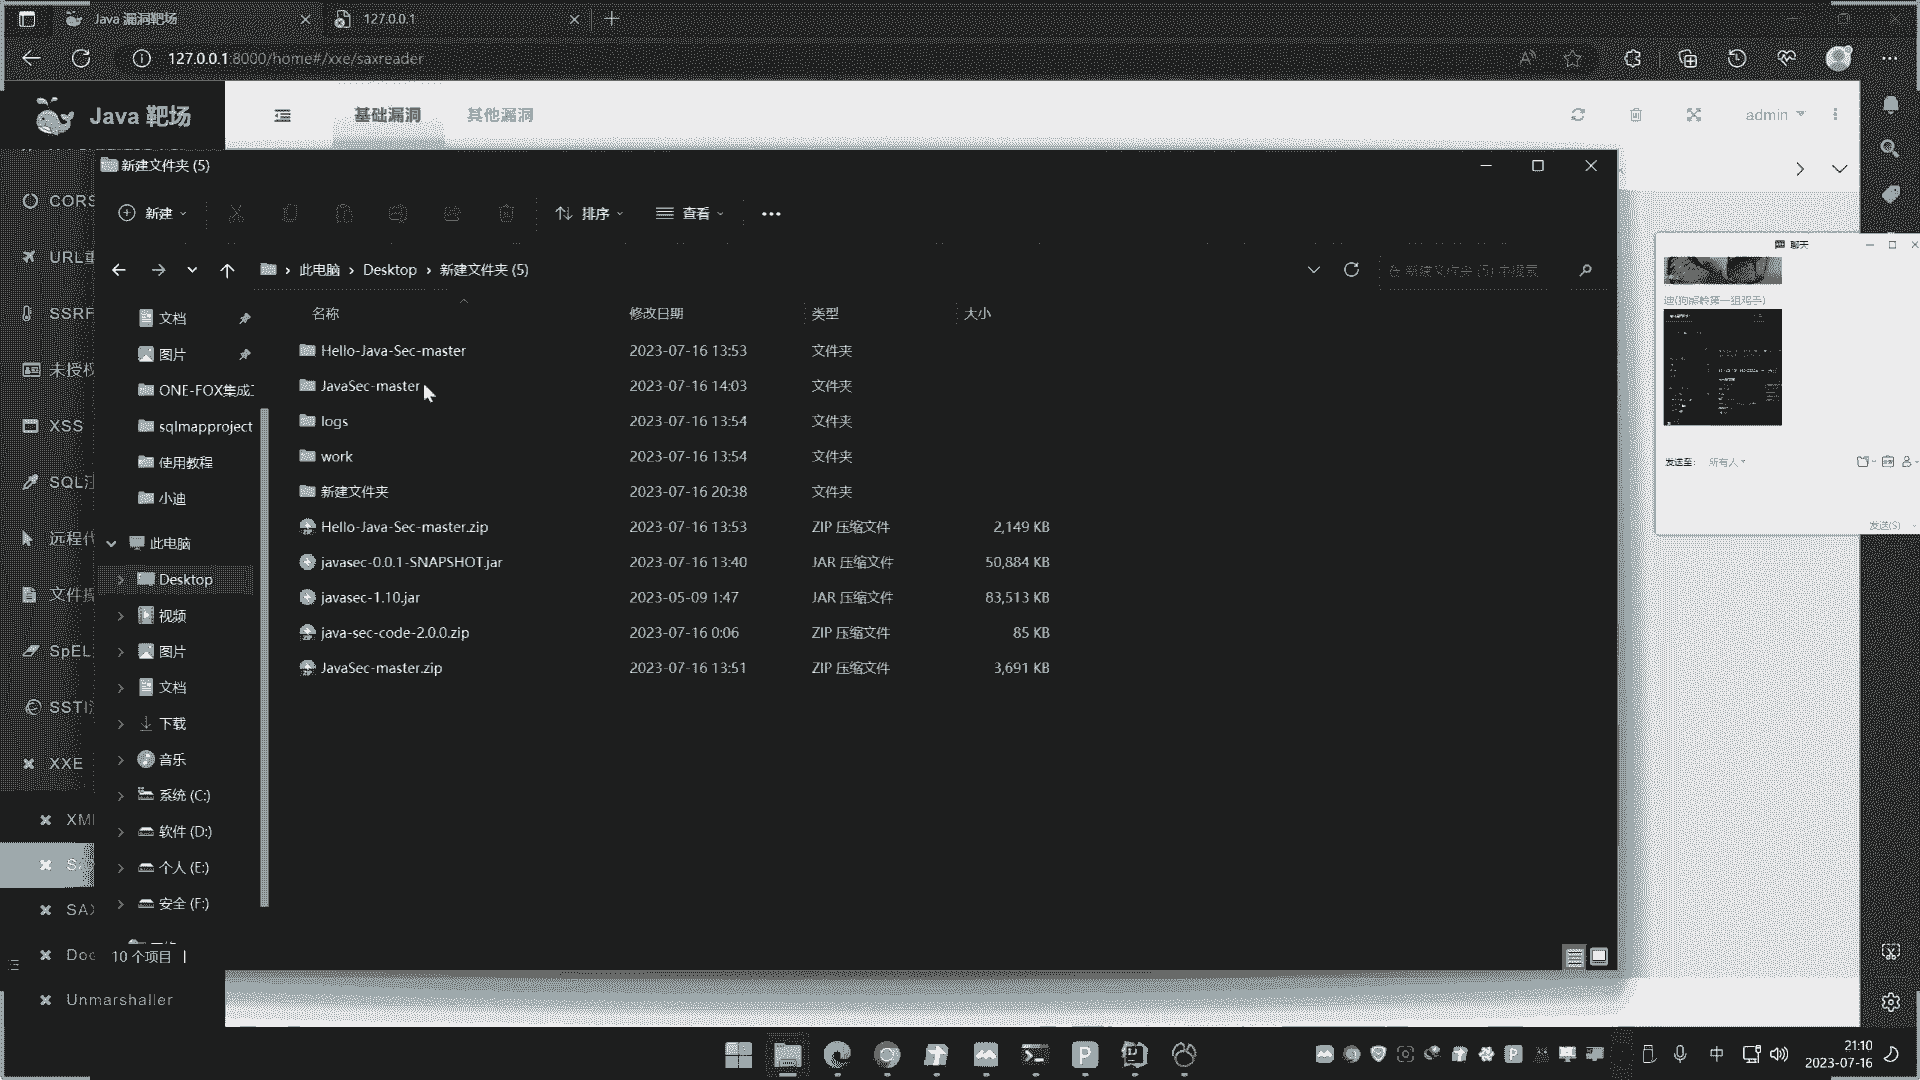 Java 漏洞靶场
127.0.0.1
127.0.0.1:8000/home#/xxe/saxreader
Java 靶场
基础漏洞
其他漏洞
admin
新建文件夹 (5)
新建
排序
查看
此电脑 › Desktop › 新建文件夹 (5)
在 新建文件夹 (5) 中搜索
名称 修改日期 类型 大小
Hello-Java-Sec-master 2023-07-16 13:53 文件夹
JavaSec-master 2023-07-16 14:03 文件夹
logs 2023-07-16 13:54 文件夹
work 2023-07-16 13:54 文件夹
新建文件夹 2023-07-16 20:38 文件夹
Hello-Java-Sec-master.zip 2023-07-16 13:53 ZIP 压缩文件 2,149 KB
javasec-0.0.1-SNAPSHOT.jar 2023-07-16 13:40 JAR 压缩文件 50,884 KB
javasec-1.10.jar 2023-05-09 1:47 JAR 压缩文件 83,513 KB
java-sec-code-2.0.0.zip 2023-07-16 0:06 ZIP 压缩文件 85 KB
JavaSec-master.zip 2023-07-16 13:51 ZIP 压缩文件 3,691 KB
文档
图片
ONE-FOX集成
sqlmapproject
使用教程
小迪
此电脑
Desktop
视频
图片
文档
下载
音乐
系统 (C:)
软件 (D:)
个人 (E:)
安全 (F:)
10 个项目
CORS
URL
SSRF
未授权
XSS
SQL
远程
文件
SpEL
SSTI
XXE
XM
SAX
Doc
Unmarshaller
聊天
发送至: 所有人
发送(S)
中
21:10
2023-07-16